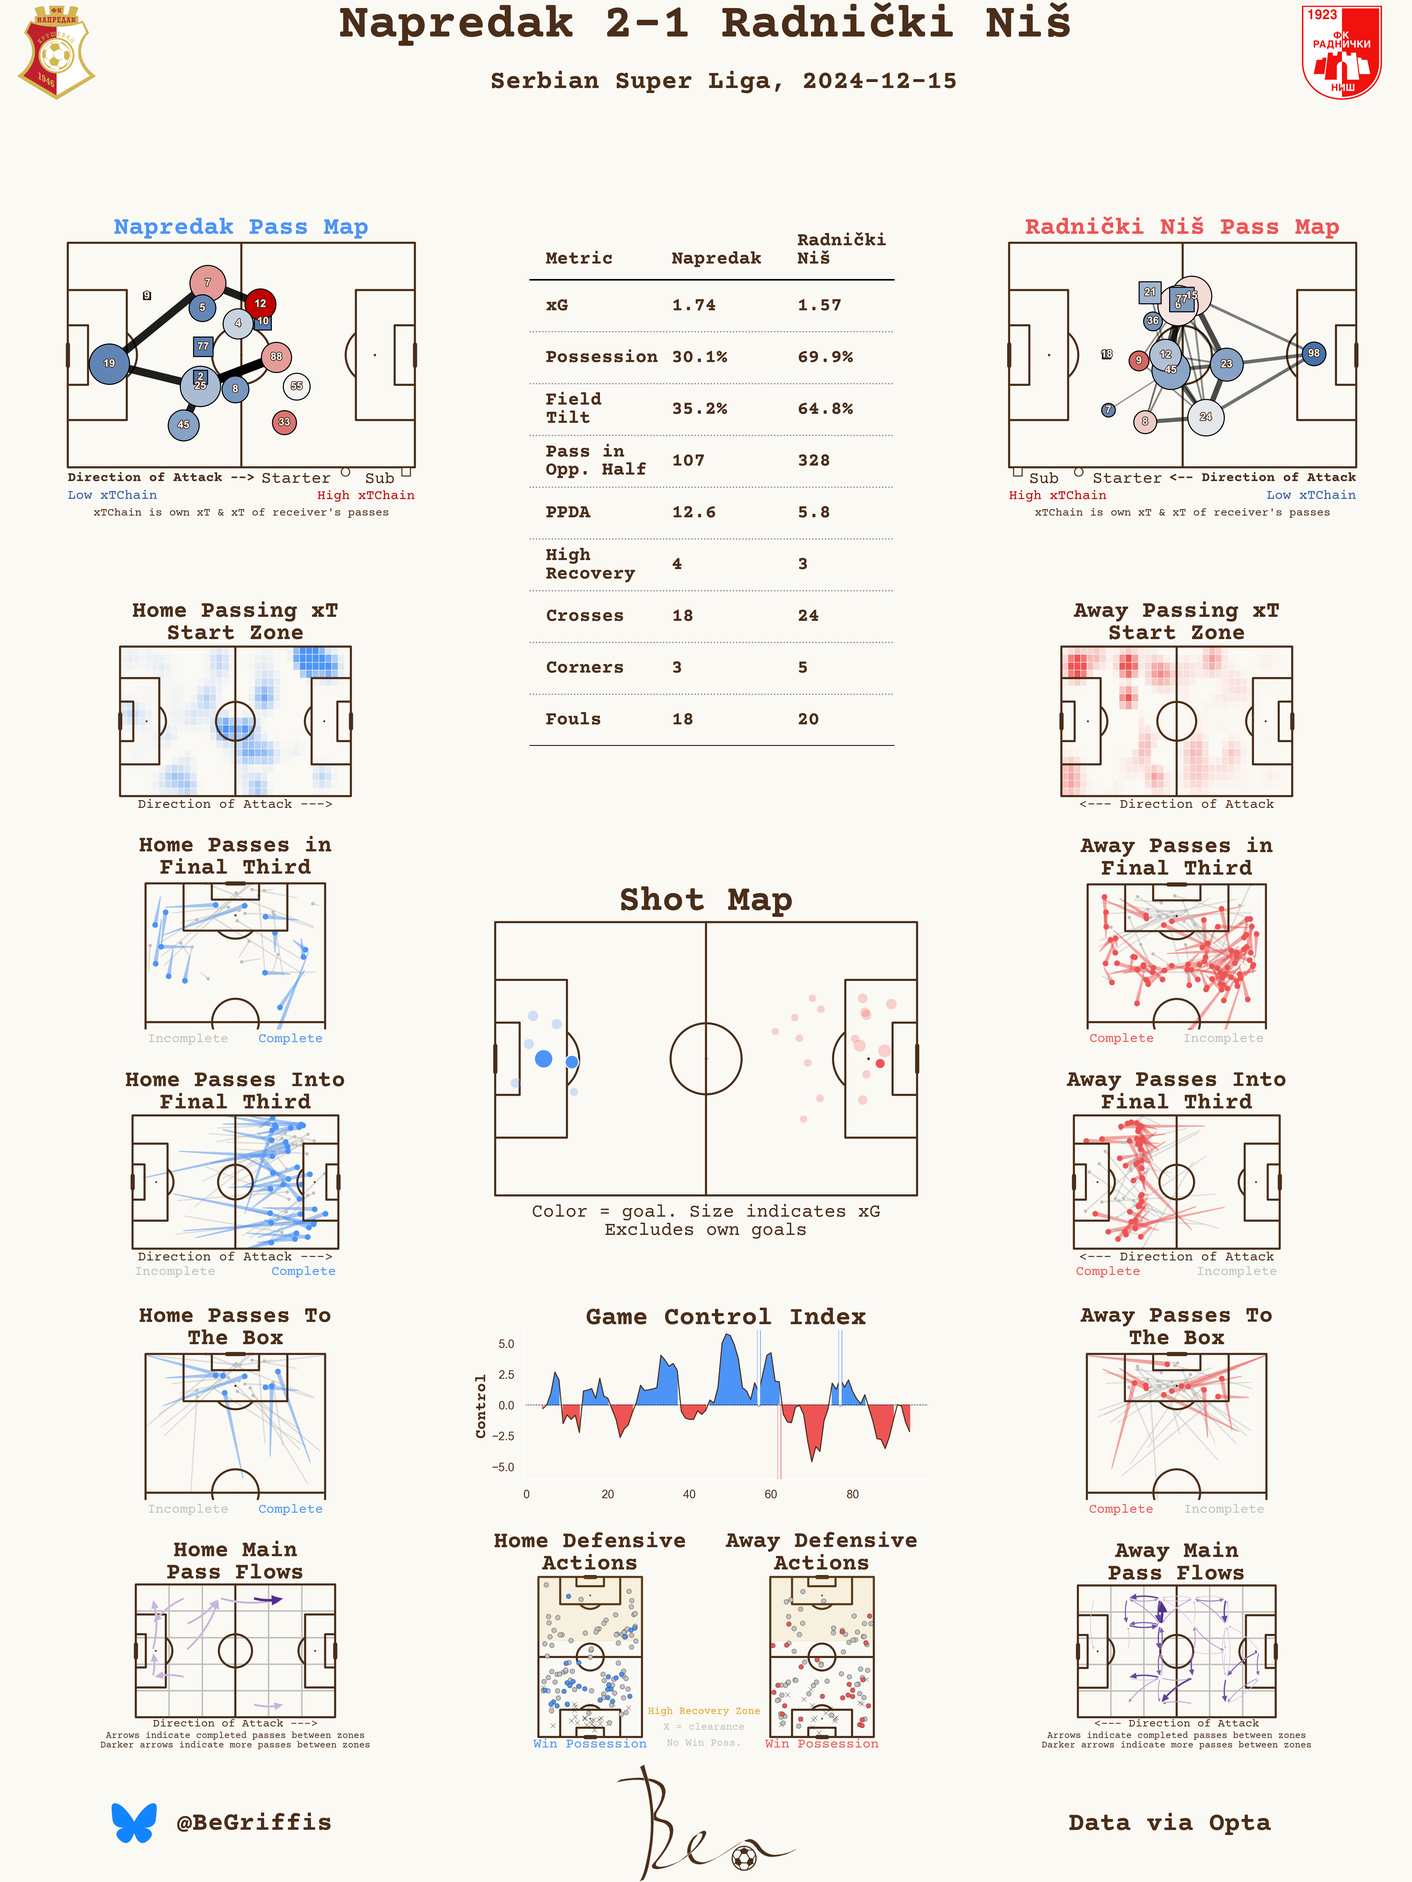 Napredak 2-1 Radnički Niš
Serbian Super Liga, 2024-12-15
ФК
НАПРЕДАК
КРУШЕВАЦ
1946
1923
ФК
РАДНИЧКИ
НИШ
Napredak Pass Map
7
9
5
12
4
10
77
88
19
2
25
8
55
45
33
Direction of Attack --> Starter Sub
Low xTChain High xTChain
xTChain is own xT & xT of receiver's passes
Metric Napredak Radnički Niš
xG 1.74 1.57
Possession 30.1% 69.9%
Field Tilt 35.2% 64.8%
Pass in Opp. Half 107 328
PPDA 12.6 5.8
High Recovery 4 3
Crosses 18 24
Corners 3 5
Fouls 18 20
Radnički Niš Pass Map
21
77
15
6
36
18
9
12
45
23
98
7
8
24
Sub Starter <-- Direction of Attack
High xTChain Low xTChain
xTChain is own xT & xT of receiver's passes
Home Passing xT
Start Zone
Direction of Attack --->
Away Passing xT
Start Zone
<--- Direction of Attack
Home Passes in
Final Third
Incomplete Complete
Away Passes in
Final Third
Complete Incomplete
Shot Map
Color = goal. Size indicates xG
Excludes own goals
Home Passes Into
Final Third
Direction of Attack --->
Incomplete Complete
Away Passes Into
Final Third
<--- Direction of Attack
Complete Incomplete
Home Passes To
The Box
Incomplete Complete
Game Control Index
Control
5.0
2.5
0.0
−2.5
−5.0
0 20 40 60 80
Away Passes To
The Box
Complete Incomplete
Home Main
Pass Flows
Direction of Attack --->
Arrows indicate completed passes between zones
Darker arrows indicate more passes between zones
Home Defensive
Actions
Win Possession
High Recovery Zone
X = clearance
No Win Poss.
Away Defensive
Actions
Win Possession
Away Main
Pass Flows
<--- Direction of Attack
Arrows indicate completed passes between zones
Darker arrows indicate more passes between zones
@BeGriffis
Ben
Data via Opta